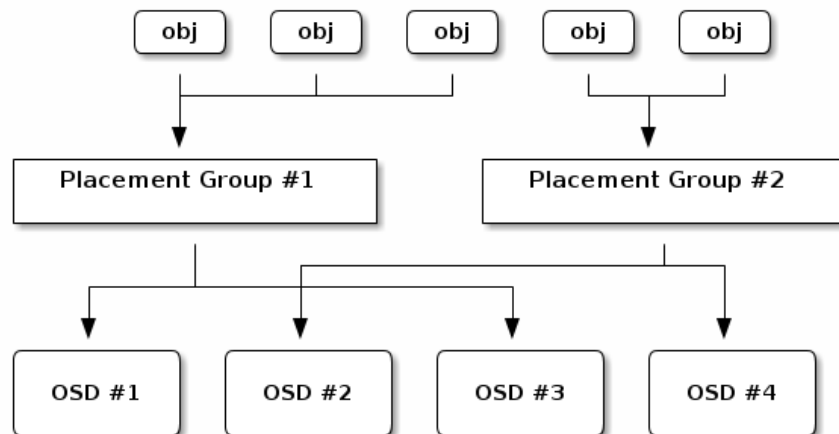 obj obj obj obj obj
Placement Group #1 Placement Group #2
OSD #1 OSD #2 OSD #3 OSD #4